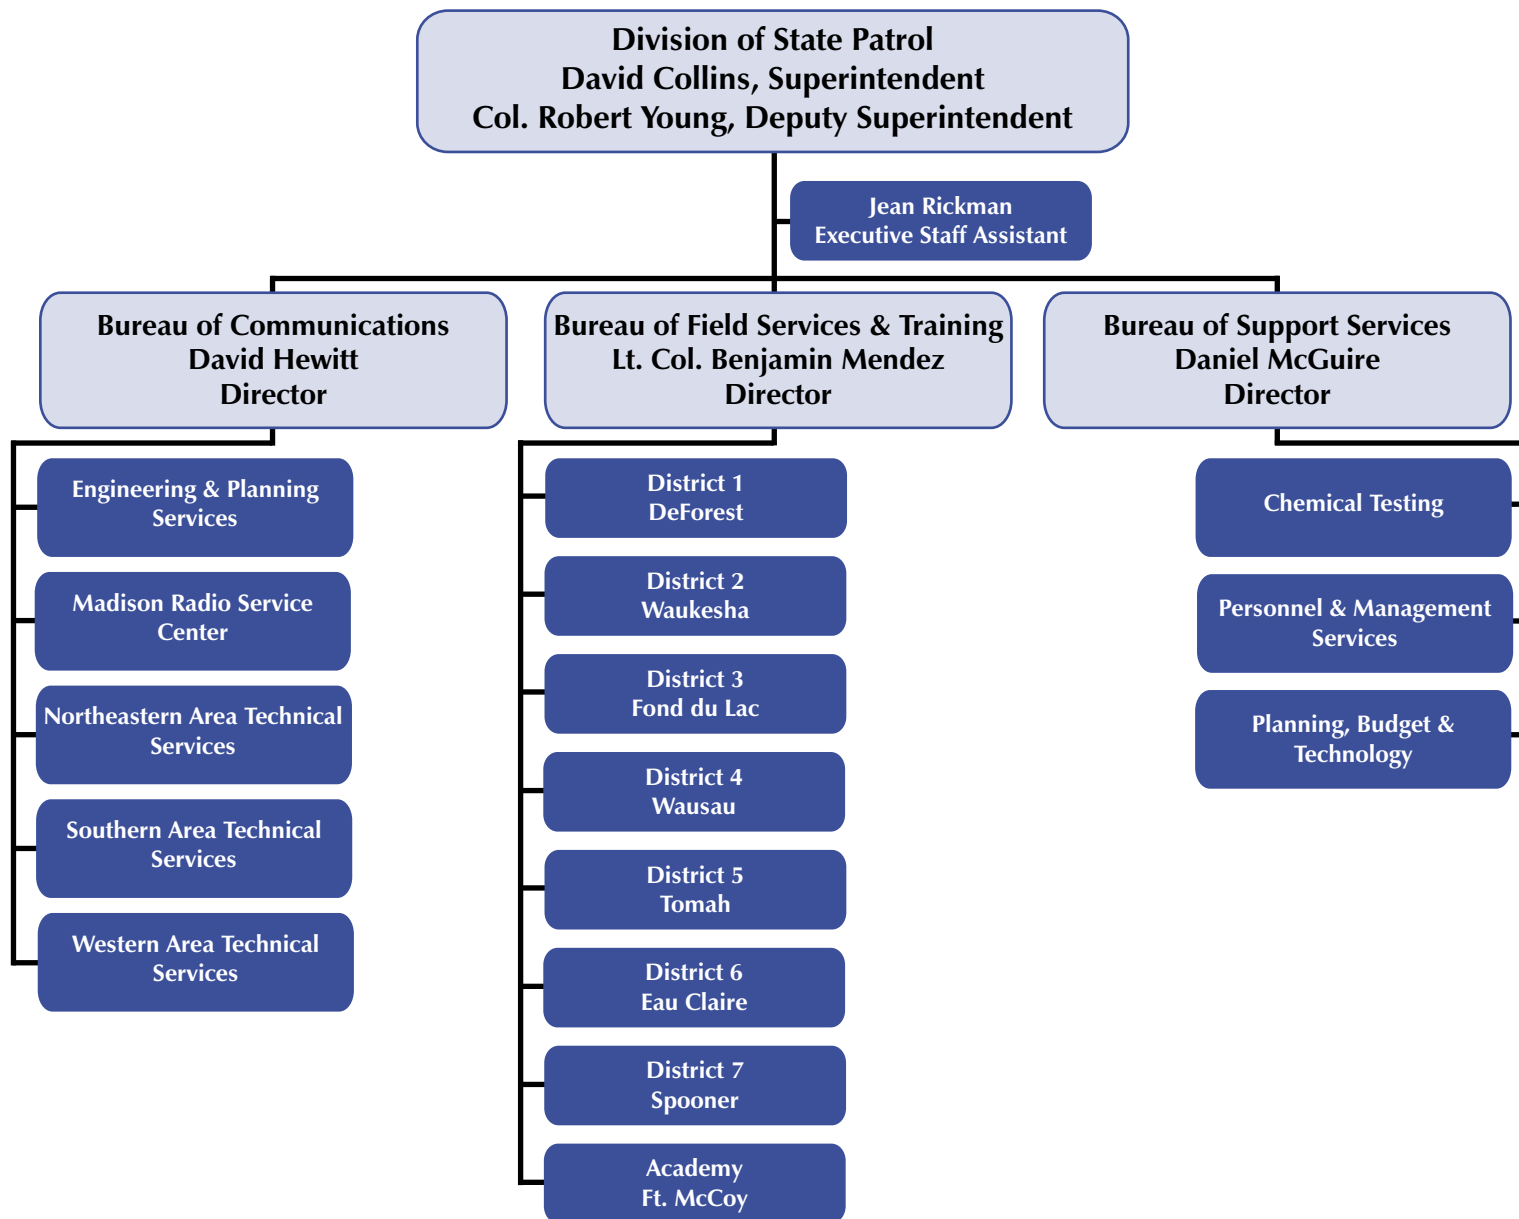 Division of State Patrol
David Collins, Superintendent
Col. Robert Young, Deputy Superintendent
Jean Rickman
Executive Staff Assistant
Bureau of Communications
David Hewitt
Director
Engineering & Planning
Services
Madison Radio Service
Center
Northeastern Area Technical
Services
Southern Area Technical
Services
Western Area Technical
Services
Bureau of Field Services & Training
Lt. Col. Benjamin Mendez
Director
District 1
DeForest
District 2
Waukesha
District 3
Fond du Lac
District 4
Wausau
District 5
Tomah
District 6
Eau Claire
District 7
Spooner
Academy
Ft. McCoy
Bureau of Support Services
Daniel McGuire
Director
Chemical Testing
Personnel & Management
Services
Planning, Budget &
Technology